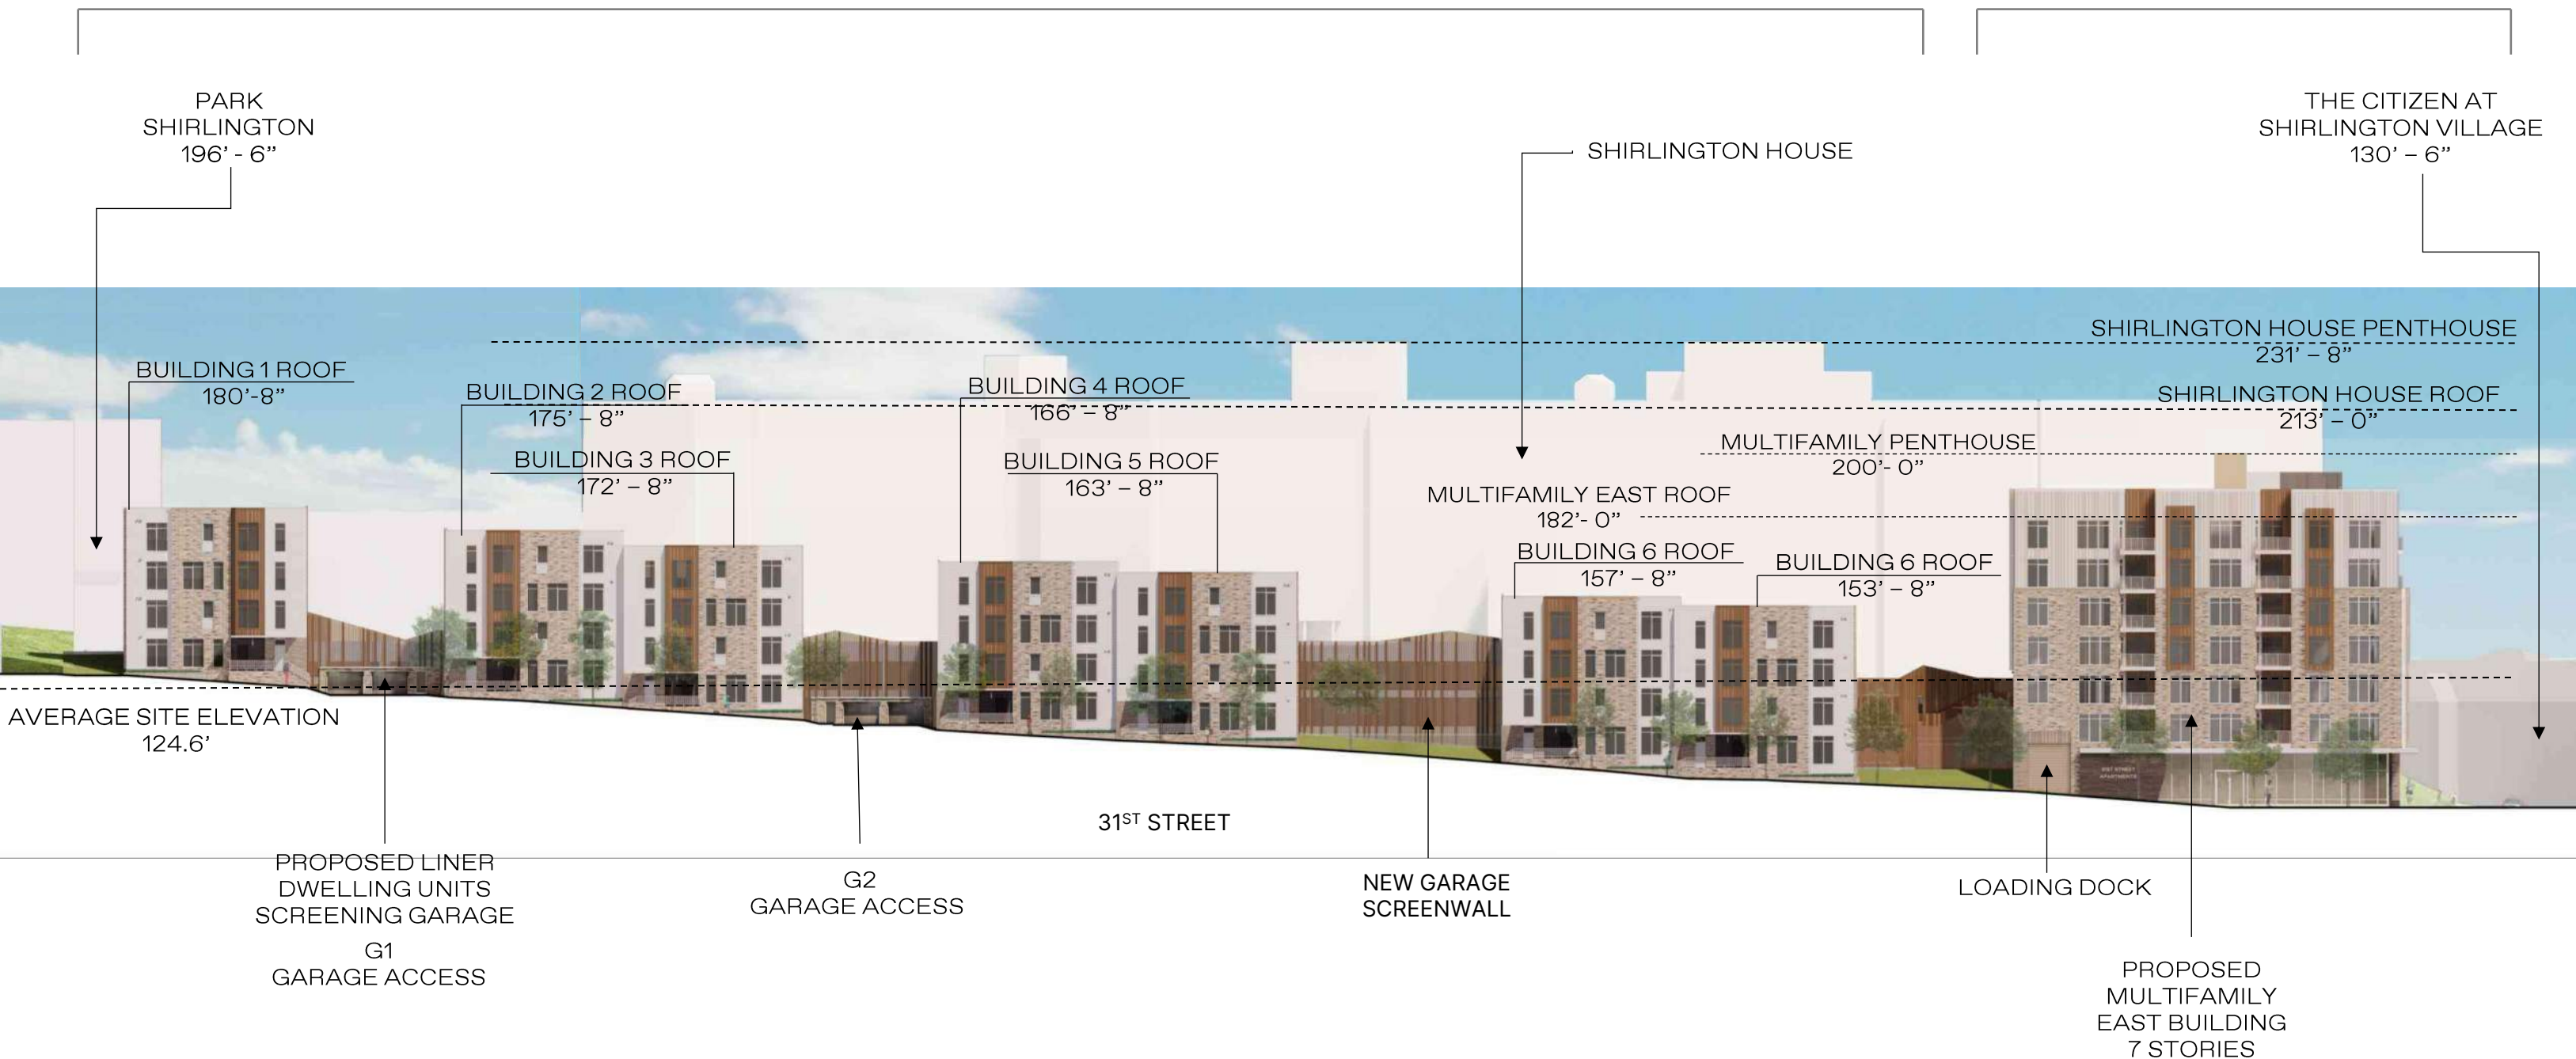 PARK
SHIRLINGTON
196' - 6”
SHIRLINGTON HOUSE
THE CITIZEN AT
SHIRLINGTON VILLAGE
130' – 6”
SHIRLINGTON HOUSE PENTHOUSE
231' – 8”
SHIRLINGTON HOUSE ROOF
213' – 0”
BUILDING 1 ROOF
180'-8”
BUILDING 2 ROOF
175' – 8”
BUILDING 3 ROOF
172' – 8”
BUILDING 4 ROOF
166' – 8”
BUILDING 5 ROOF
163' – 8”
MULTIFAMILY PENTHOUSE
200'- 0”
MULTIFAMILY EAST ROOF
182'- 0”
BUILDING 6 ROOF
157' – 8”
BUILDING 6 ROOF
153' – 8”
AVERAGE SITE ELEVATION
124.6'
31ST STREET
APARTMENTS
31ST STREET
PROPOSED LINER
DWELLING UNITS
SCREENING GARAGE
G1
GARAGE ACCESS
G2
GARAGE ACCESS
NEW GARAGE
SCREENWALL
LOADING DOCK
PROPOSED
MULTIFAMILY
EAST BUILDING
7 STORIES